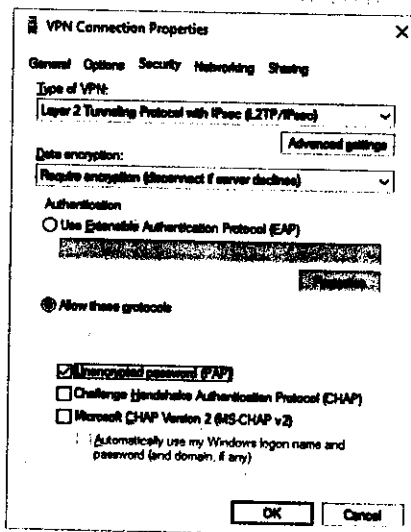 VPN Connection Properties
General Options Security Networking Sharing
Type of VPN:
Layer 2 Tunneling Protocol with IPsec (L2TP/IPsec)
Advanced settings
Data encryption:
Require encryption (disconnect if server declines)
Authentication
Use Extensible Authentication Protocol (EAP)
Properties
Allow these protocols
Unencrypted password (PAP)
Challenge Handshake Authentication Protocol (CHAP)
Microsoft CHAP Version 2 (MS-CHAP v2)
Automatically use my Windows logon name and
password (and domain, if any)
OK Cancel